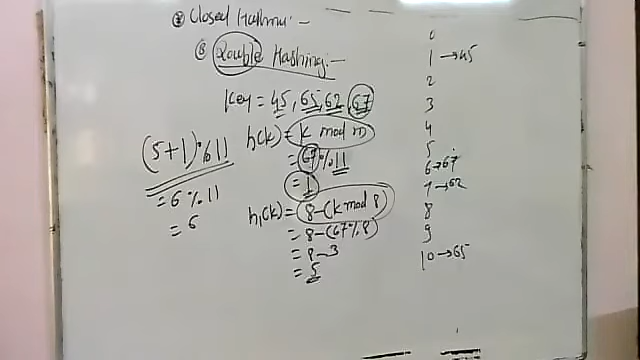 * Closed Hashing:-
(B) Double Hashing:-
Key = 45, 65, 62, 67
h(k) = k mod m
= 67 % 11
= 1
h₁(k) = 8-(k mod 8)
= 8-(67%8)
= 8-3
= 5
(5+1)%11
= 6%11
= 6
0
1 → 45
2
3
4
5
6 → 67
7 → 62
8
9
10 → 65